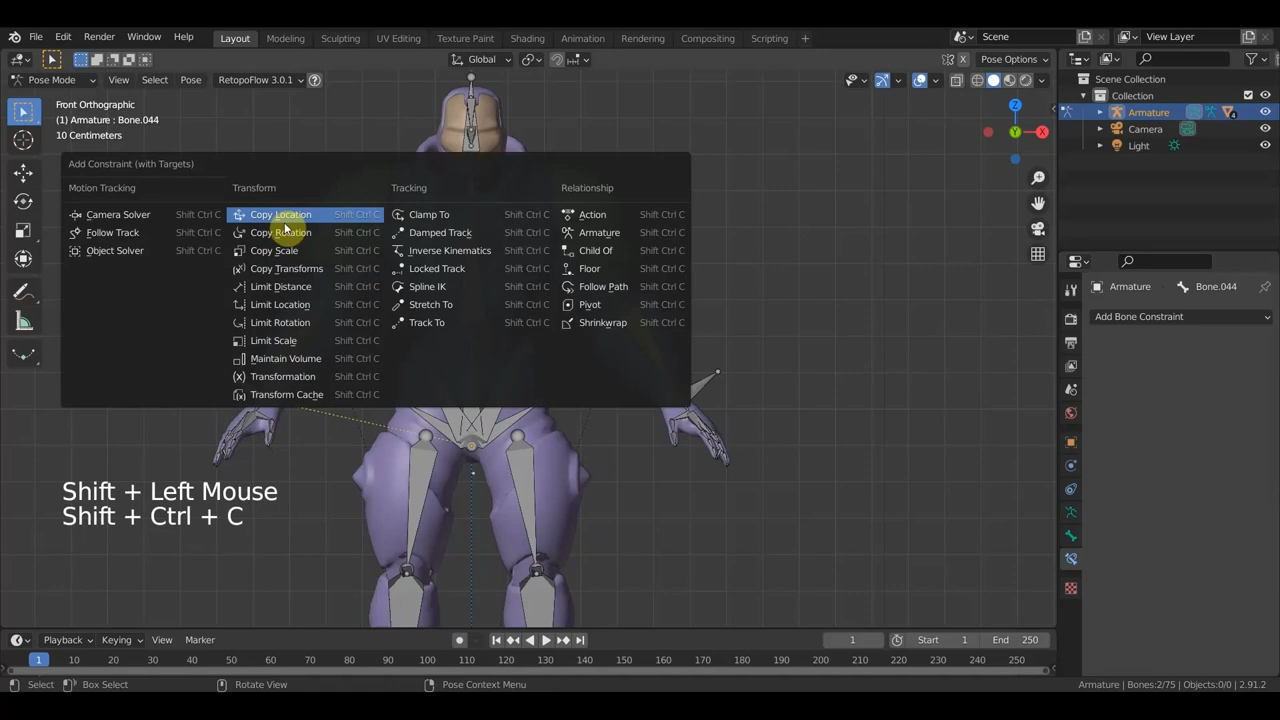 File Edit Render Window Help Layout Modeling Sculpting UV Editing Texture Paint Shading Animation Rendering Compositing Scripting + Scene View Layer
Global Pose Options
Pose Mode View Select Pose RetopoFlow 3.0.1
Scene Collection
Collection
Armature 4
Camera
Light
Front Orthographic
(1) Armature : Bone.044
10 Centimeters
Z
Y
X
Add Constraint (with Targets)
Motion Tracking Transform Tracking Relationship
Camera Solver Shift Ctrl C Copy Location Shift Ctrl C Clamp To Shift Ctrl C Action Shift Ctrl C
Follow Track Shift Ctrl C Copy Rotation Shift Ctrl C Damped Track Shift Ctrl C Armature Shift Ctrl C
Object Solver Shift Ctrl C Copy Scale Shift Ctrl C Inverse Kinematics Shift Ctrl C Child Of Shift Ctrl C
Copy Transforms Shift Ctrl C Locked Track Shift Ctrl C Floor Shift Ctrl C
Limit Distance Shift Ctrl C Spline IK Shift Ctrl C Follow Path Shift Ctrl C
Limit Location Shift Ctrl C Stretch To Shift Ctrl C Pivot Shift Ctrl C
Limit Rotation Shift Ctrl C Track To Shift Ctrl C Shrinkwrap Shift Ctrl C
Limit Scale Shift Ctrl C
Maintain Volume Shift Ctrl C
Transformation Shift Ctrl C
Transform Cache Shift Ctrl C
Armature Bone.044
Add Bone Constraint
Shift + Left Mouse
Shift + Ctrl + C
Playback Keying View Marker 1 Start 1 End 250
1 10 20 30 40 50 60 70 80 90 100 110 120 130 140 150 160 170 180 190 200 210 220 230 240 250
Select Box Select Rotate View Pose Context Menu Armature | Bones:2/75 | Objects:0/0 | 2.91.2